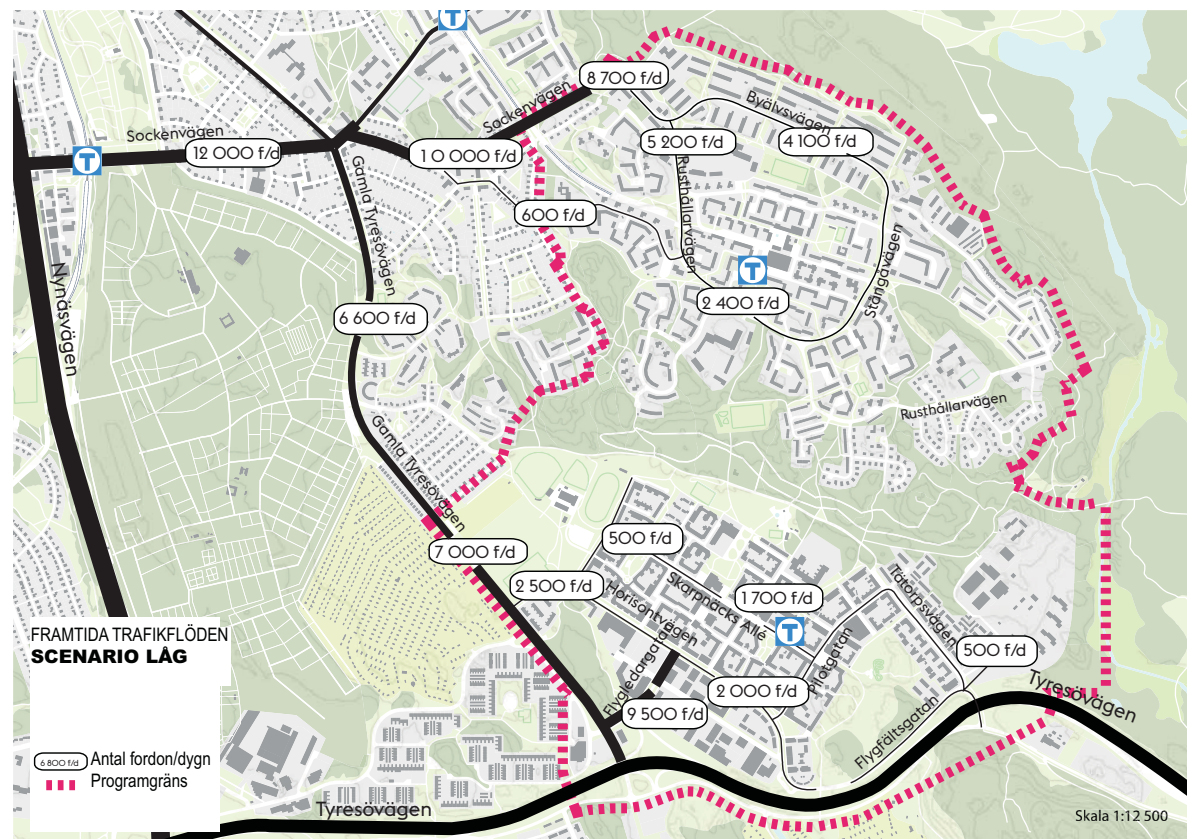 T
8 700 f/d
Sockenvägen
Byälvsvägen
Sockenvägen
5 200 f/d
4 100 f/d
12 000 f/d
1 0 000 f/d
T
Gamla Tyresövägen
Rusthållarvägen
600 f/d
Nynäsvägen
T
Stångåvägen
2 400 f/d
6 600 f/d
Rusthållarvägen
Gamla Tyresövägen
500 f/d
7 000 f/d
2 500 f/d
Skarpnäcks Allé
Horisontvägen
1 700 f/d
Tätorpsvägen
T
Pilotgatan
500 f/d
Flygledargatan
2 000 f/d
9 500 f/d
Tyresövägen
Flygfältsgatan
FRAMTIDA TRAFIKFLÖDEN
SCENARIO LÅG
6 800 f/d Antal fordon/dygn
Programgräns
Tyresövägen
Skala 1:12 500